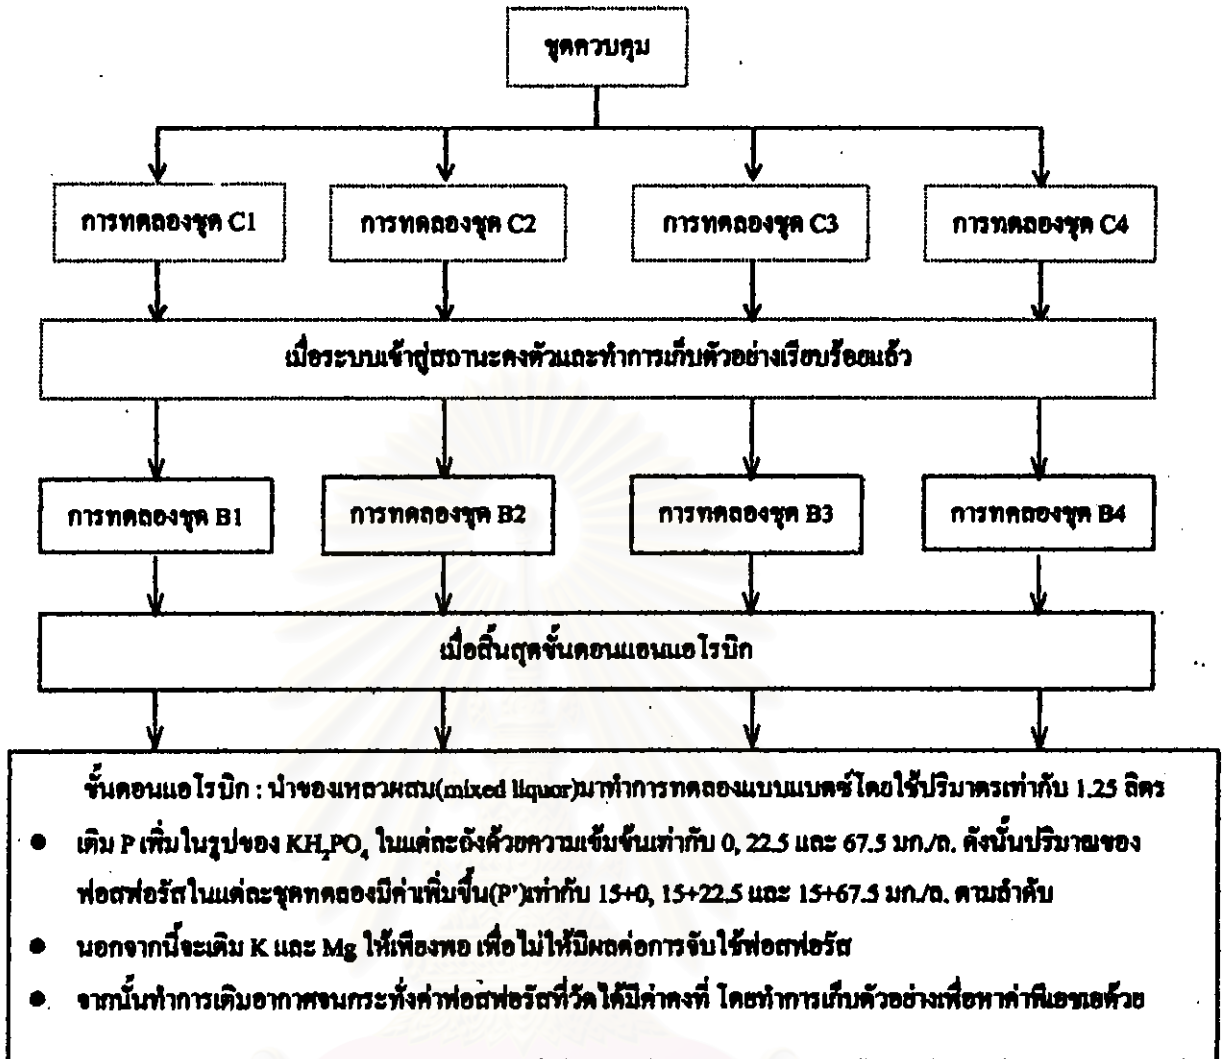 ชุดควบคุม
การทดลองชุด C1
การทดลองชุด C2
การทดลองชุด C3
การทดลองชุด C4
เมื่อระบบเข้าสู่สถานะคงตัวและทำการเก็บตัวอย่างเรียบร้อยแล้ว
การทดลองชุด B1
การทดลองชุด B2
การทดลองชุด B3
การทดลองชุด B4
เมื่อสิ้นสุดขั้นตอนแอนแอโรบิก
ขั้นตอนแอโรบิก : นำของเหลวผสม(mixed liquor)มาทำการทดลองแบบแบตช์โดยใช้ปริมาตรเท่ากับ 1.25 ลิตร
● เติม P เพิ่มในรูปของ KH₂PO₄ ในแต่ละถังด้วยความเข้มข้นเท่ากับ 0, 22.5 และ 67.5 มก./ล. ดังนั้นปริมาณของ
ฟอสฟอรัสในแต่ละชุดทดลองมีค่าเพิ่มขึ้น(P')เท่ากับ 15+0, 15+22.5 และ 15+67.5 มก./ล. ตามลำดับ
● นอกจากนี้จะเติม K และ Mg ให้เพียงพอ เพื่อไม่ให้มีผลต่อการจับใช้ฟอสฟอรัส
● จากนั้นทำการเติมอากาศจนกระทั่งค่าฟอสฟอรัสที่วัดได้มีค่าคงที่ โดยทำการเก็บตัวอย่างเพื่อหาค่าพีเอชเอด้วย